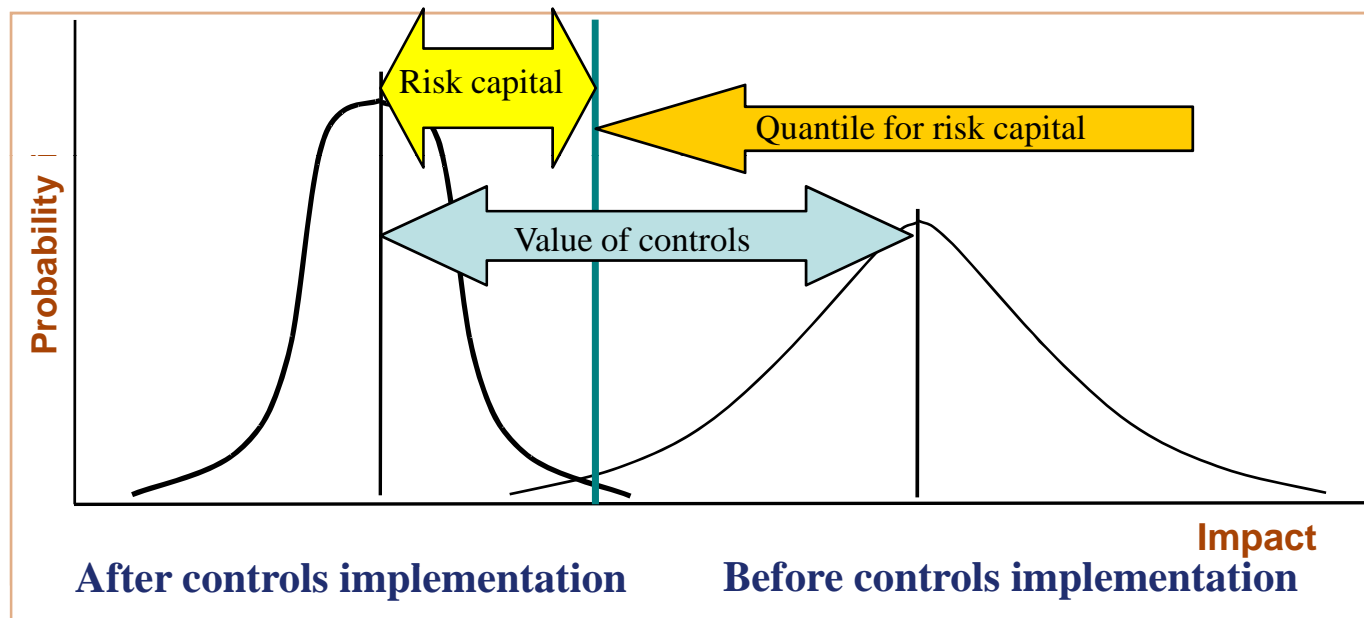 Risk capital
Quantile for risk capital
Value of controls
Probability
Impact
After controls implementation
Before controls implementation